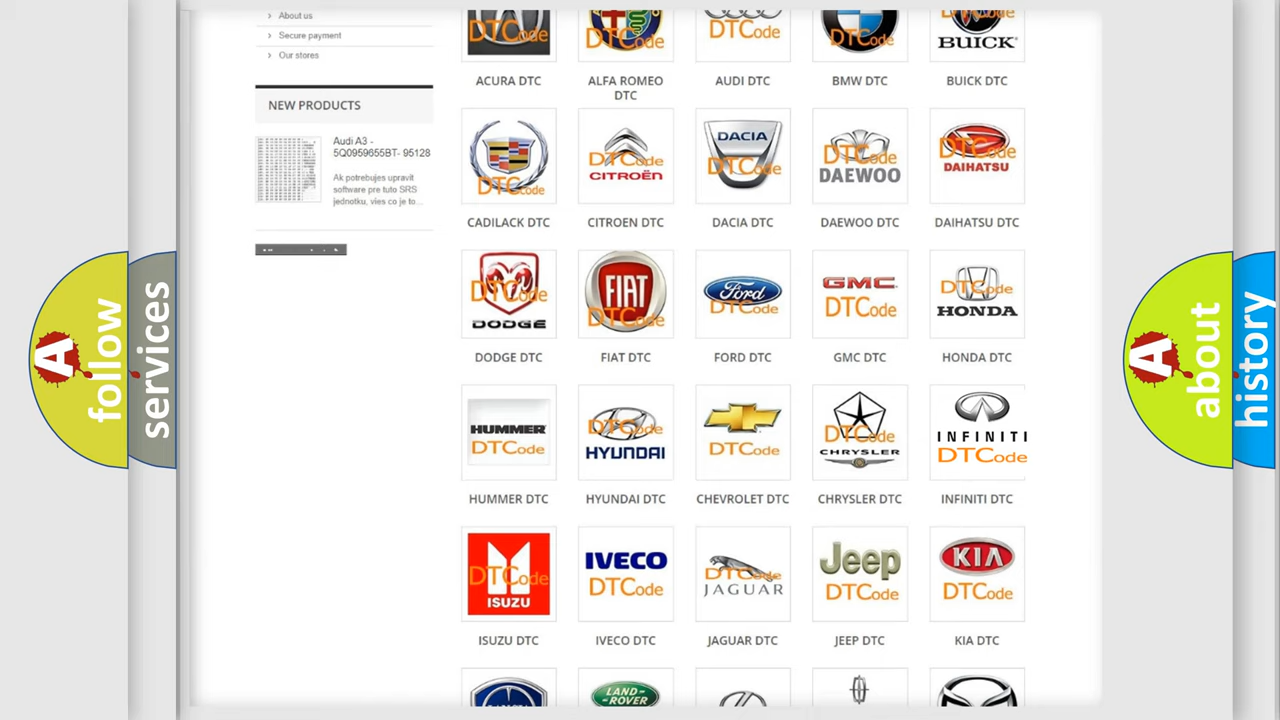 About us
Secure payment
Our stores
NEW PRODUCTS
Audi A3 -
5Q0959655BT- 95128
Ak potrebujes upravit
software pre tuto SRS
jednotku, vies co je to...
DTCode DTCode DTCode DTCode BUICK
ACURA DTC ALFA ROMEO DTC AUDI DTC BMW DTC BUICK DTC
DTCode
DTCode CITROËN
DACIA DTCode
DTCode DAEWOO
DTCode DAIHATSU
CADILACK DTC CITROEN DTC DACIA DTC DAEWOO DTC DAIHATSU DTC
DTCode DODGE
FIAT DTCode
Ford DTCode
GMC DTCode
DTCode HONDA
DODGE DTC FIAT DTC FORD DTC GMC DTC HONDA DTC
HUMMER DTCode
DTCode HYUNDAI
DTCode
DTCode CHRYSLER
INFINITI DTCode
HUMMER DTC HYUNDAI DTC CHEVROLET DTC CHRYSLER DTC INFINITI DTC
DTCode ISUZU
IVECO DTCode
DTCode JAGUAR
Jeep DTCode
KIA DTCode
ISUZU DTC IVECO DTC JAGUAR DTC JEEP DTC KIA DTC
LAND-
ROVER
A follow
services
A about
history